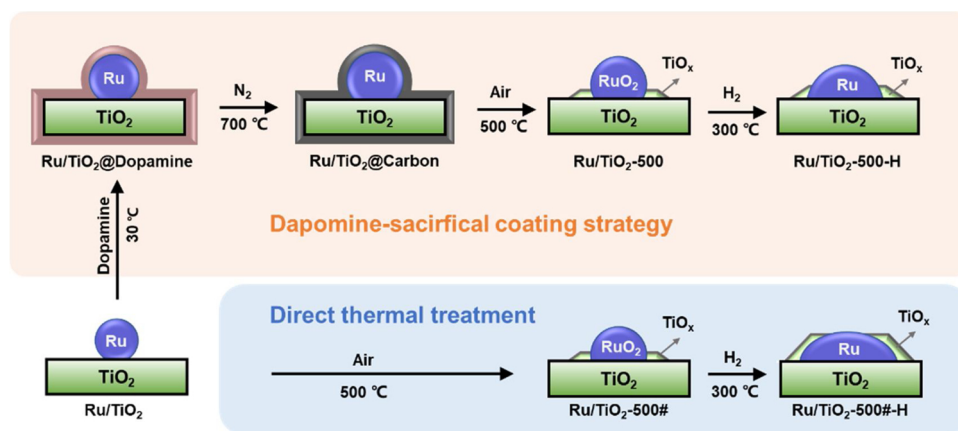 Ru
TiO2
Ru/TiO2@Dopamine
N2
700 ℃
Ru
TiO2
Ru/TiO2@Carbon
Air
500 ℃
RuO2
TiOx
TiO2
Ru/TiO2-500
H2
300 ℃
Ru
TiOx
TiO2
Ru/TiO2-500-H
Dopamine
30 ℃
Dapomine-sacirfical coating strategy
Ru
TiO2
Ru/TiO2
Direct thermal treatment
Air
500 ℃
RuO2
TiOx
TiO2
Ru/TiO2-500#
H2
300 ℃
Ru
TiOx
TiO2
Ru/TiO2-500#-H